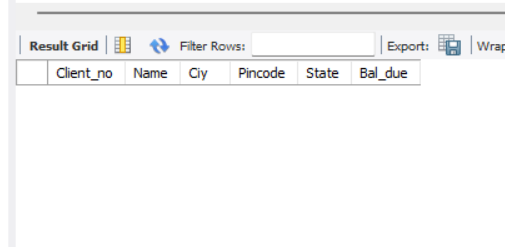 Result Grid Filter Rows: Export: Wrap
Client_no Name Ciy Pincode State Bal_due